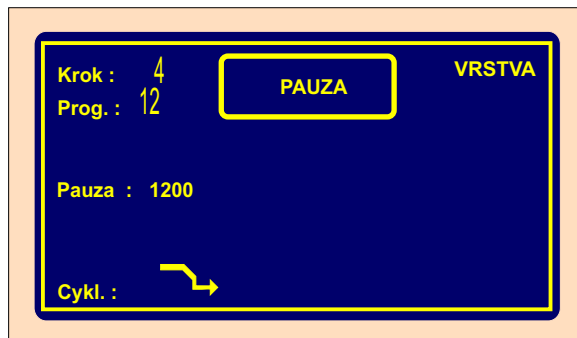 Krok : 4
PAUZA
VRSTVA
Prog. : 12
Pauza : 1200
Cykl. :